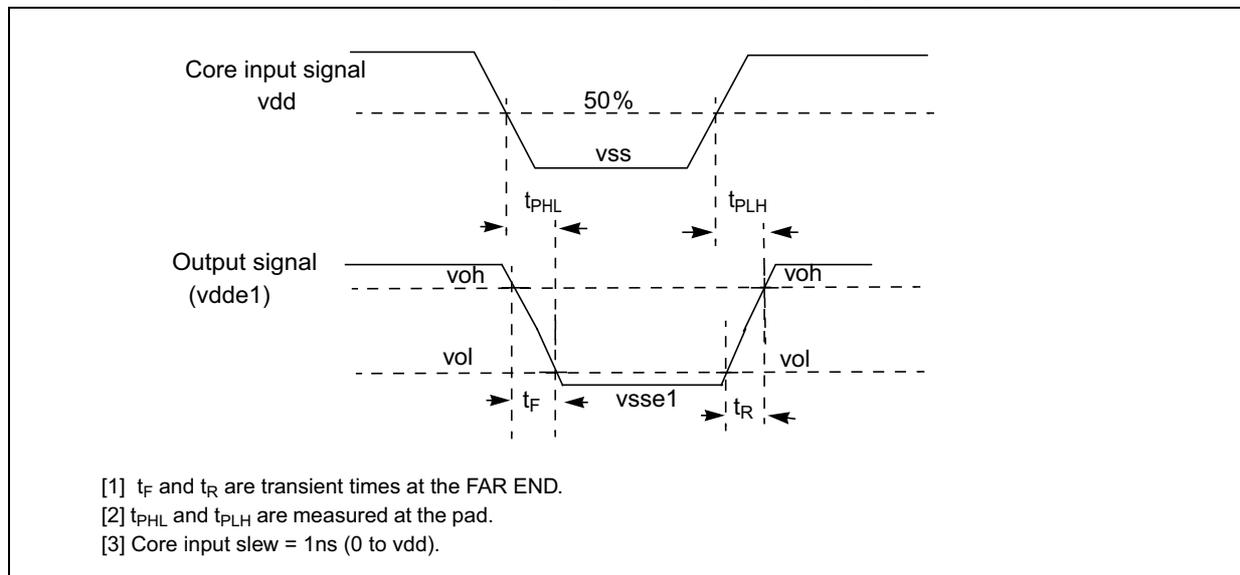 Core input signal
vdd
50%
vss
tPHL
tPLH
Output signal
(vdde1)
voh
voh
vol
vol
tF
vsse1
tR
[1] tF and tR are transient times at the FAR END.
[2] tPHL and tPLH are measured at the pad.
[3] Core input slew = 1ns (0 to vdd).